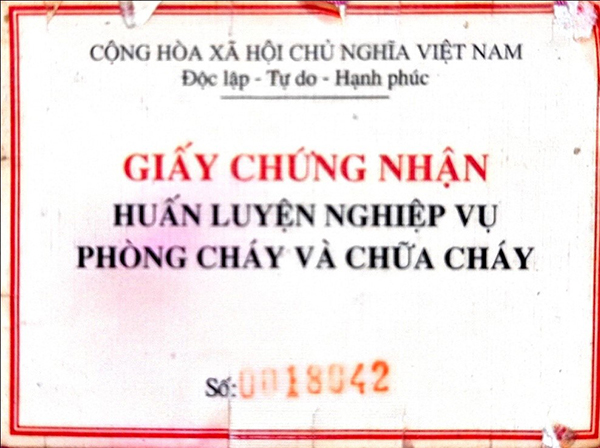 CỘNG HÒA XÃ HỘI CHỦ NGHĨA VIỆT NAM
Độc lập - Tự do - Hạnh phúc
GIẤY CHỨNG NHẬN
HUẤN LUYỆN NGHIỆP VỤ
PHÒNG CHÁY VÀ CHỮA CHÁY
Số: 0018042